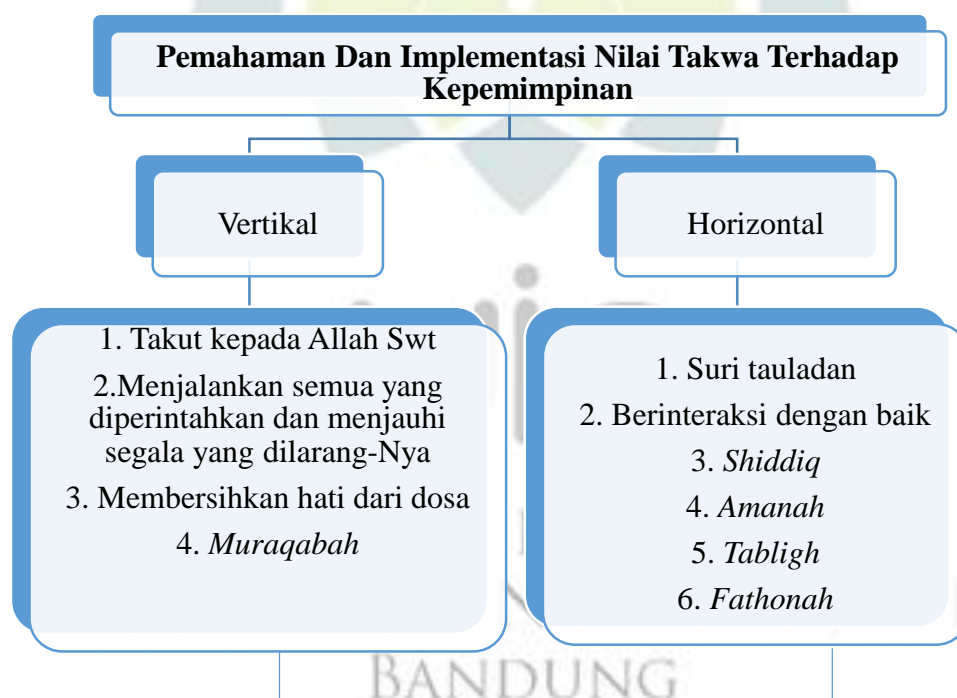 Pemahaman Dan Implementasi Nilai Takwa Terhadap
Kepemimpinan
Vertikal
Horizontal
1. Takut kepada Allah Swt
2.Menjalankan semua yang
diperintahkan dan menjauhi
segala yang dilarang-Nya
3. Membersihkan hati dari dosa
4. Muraqabah
1. Suri tauladan
2. Berinteraksi dengan baik
3. Shiddiq
4. Amanah
5. Tabligh
6. Fathonah
BANDUNG